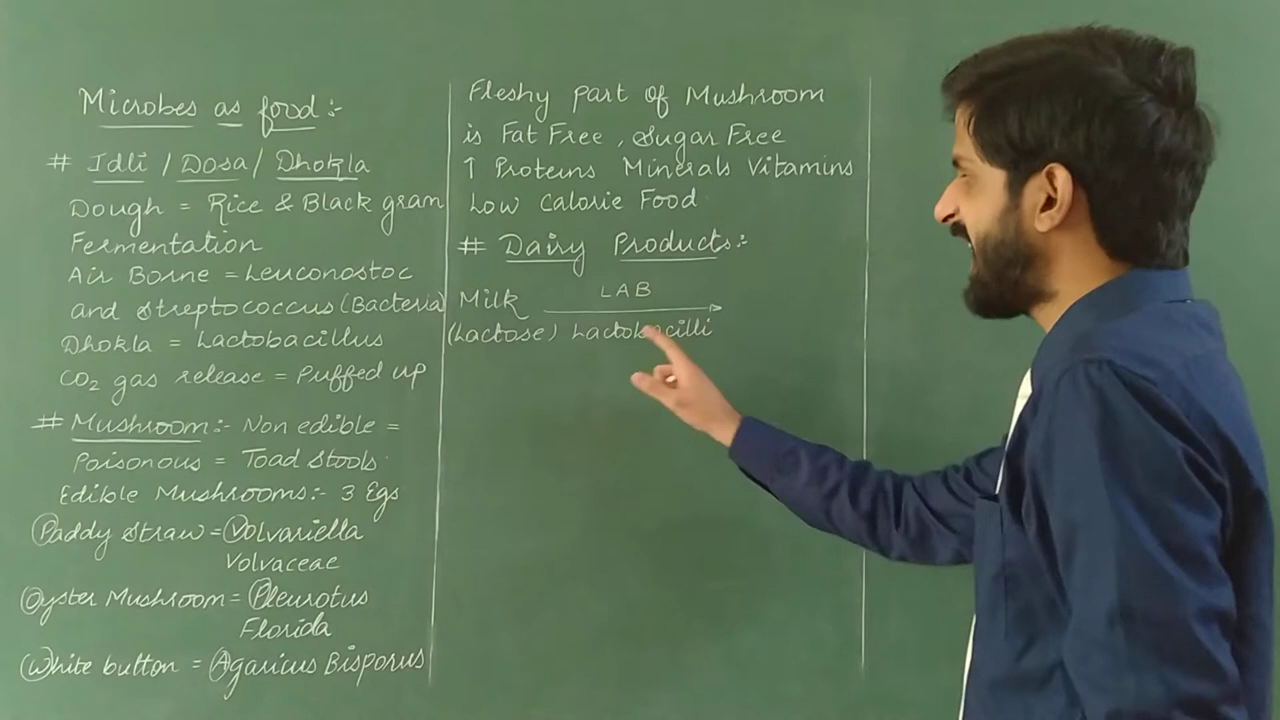 Microbes as food:-
# Idli / Dosa / Dhokla
Dough = Rice & Black gram
Fermentation
Air Borne = Leuconostoc
and Streptococcus (Bacteria)
Dhokla = Lactobacillus
CO2 gas release = Puffed up
# Mushroom:- Non edible =
Poisonous = Toad Stools
Edible Mushrooms:- 3 Egs
Paddy Straw = Volvariella
Volvaceae
Oyster Mushroom = Pleurotus
Florida
White button = Agaricus Bisporus
Fleshy Part of Mushroom
is Fat Free, Sugar Free
↑ Proteins Minerals Vitamins
Low Calorie Food
# Dairy Products:-
LAB
Milk
(Lactose) Lactobacilli